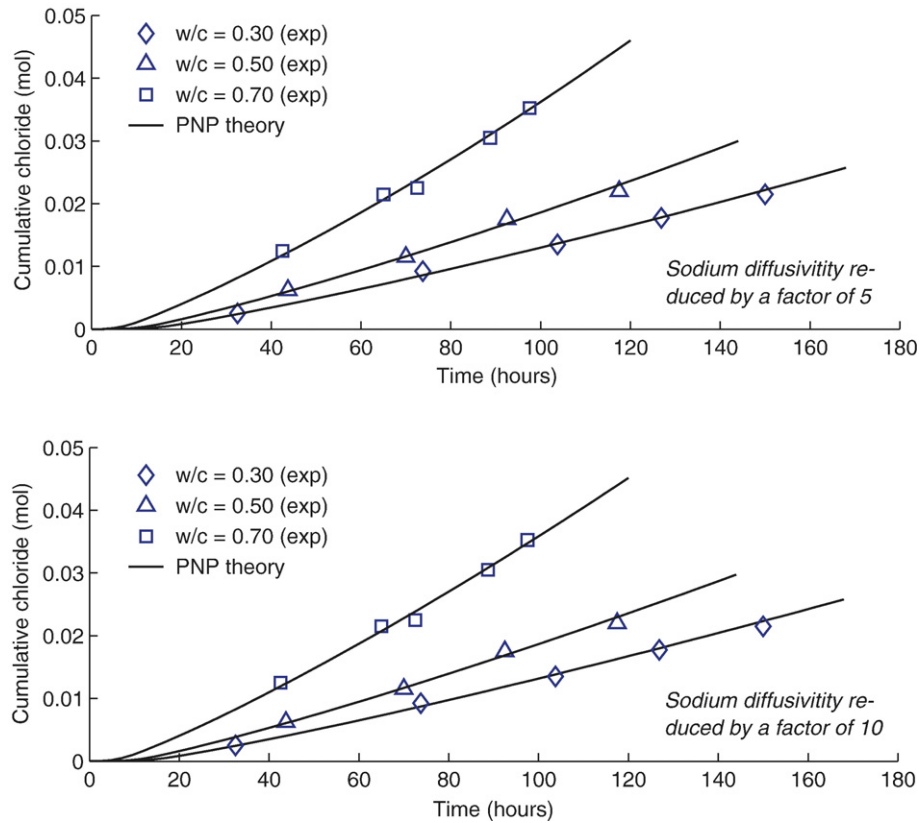 0.05
0.04
0.03
0.02
0.01
0
Cumulative chloride (mol)
w/c = 0.30 (exp)
w/c = 0.50 (exp)
w/c = 0.70 (exp)
PNP theory
Sodium diffusivitity re-
duced by a factor of 5
0 20 40 60 80 100 120 140 160 180
Time (hours)
0.05
0.04
0.03
0.02
0.01
0
Cumulative chloride (mol)
w/c = 0.30 (exp)
w/c = 0.50 (exp)
w/c = 0.70 (exp)
PNP theory
Sodium diffusivitity re-
duced by a factor of 10
0 20 40 60 80 100 120 140 160 180
Time (hours)